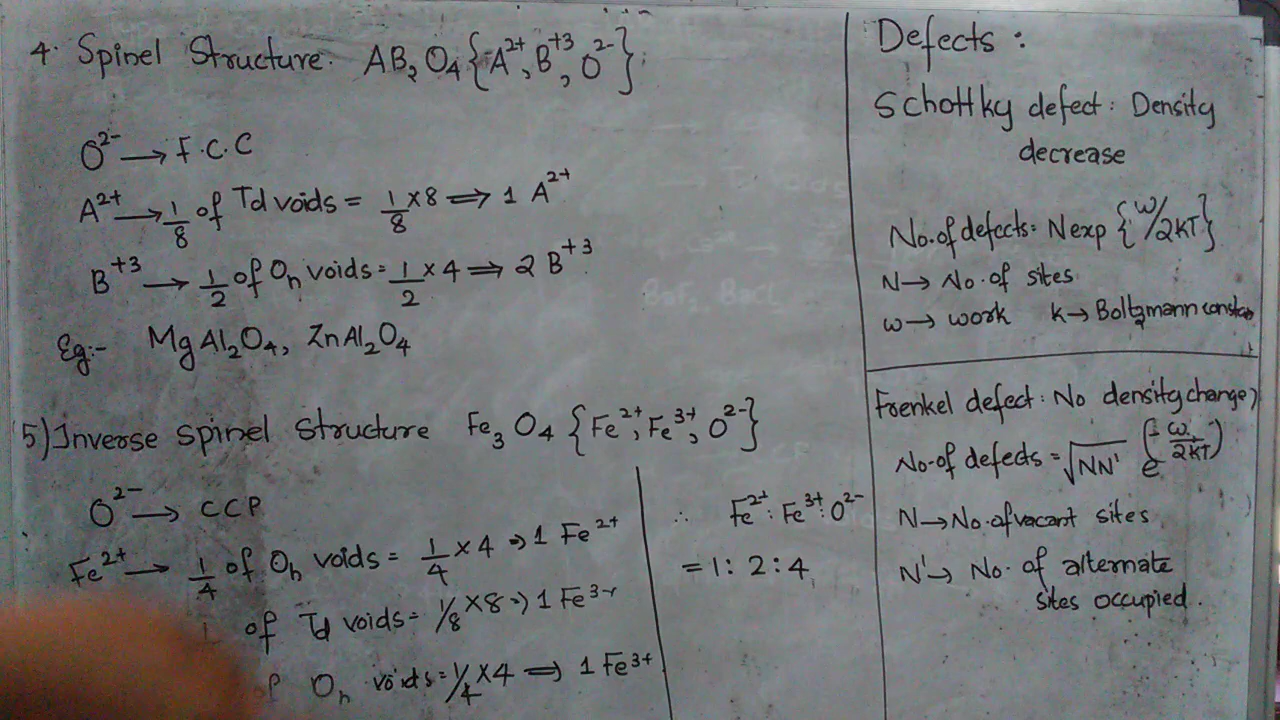 4. Spinel Structure. AB₂O₄{A²⁺, B⁺³, O²⁻}
O²⁻ → F.C.C
A²⁺ → 1/8 of Td voids = 1/8 × 8 ⟹ 1 A²⁺
B⁺³ → 1/2 of Oh voids = 1/2 × 4 ⟹ 2 B⁺³
Eg:- MgAl₂O₄, ZnAl₂O₄
5) Inverse spinel structure Fe₃O₄ {Fe²⁺, Fe³⁺, O²⁻}
O²⁻ → CCP
Fe²⁺ → 1/4 of Oh voids = 1/4 × 4 ⇒ 1 Fe²⁺
of Td voids = 1/8 × 8 ⇒ 1 Fe³⁺
Oh voids = 1/4 × 4 ⟹ 1 Fe³⁺
∴ Fe²⁺ : Fe³⁺ : O²⁻
= 1 : 2 : 4
Defects :
Schottky defect : Density
decrease
No. of defects = N exp {w/2KT}
N → No. of sites
w → work k → Boltzmann
Frenkel defect : No density change)
No. of defects = √NN' e^(-w/2KT)
N → No. of vacant sites
N' → No. of alternate
sites occupied.